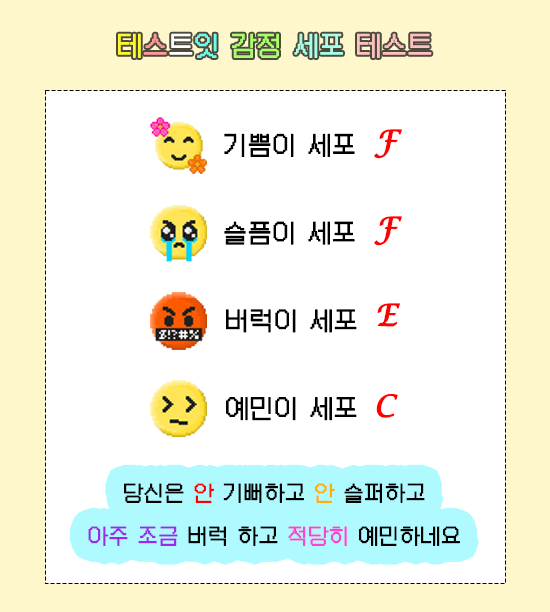 테스트잇 감정 세포 테스트
기쁨이 세포 F
슬픔이 세포 F
$!?#%
버럭이 세포 E
예민이 세포 C
당신은 안 기뻐하고 안 슬퍼하고
아주 조금 버럭 하고 적당히 예민하네요